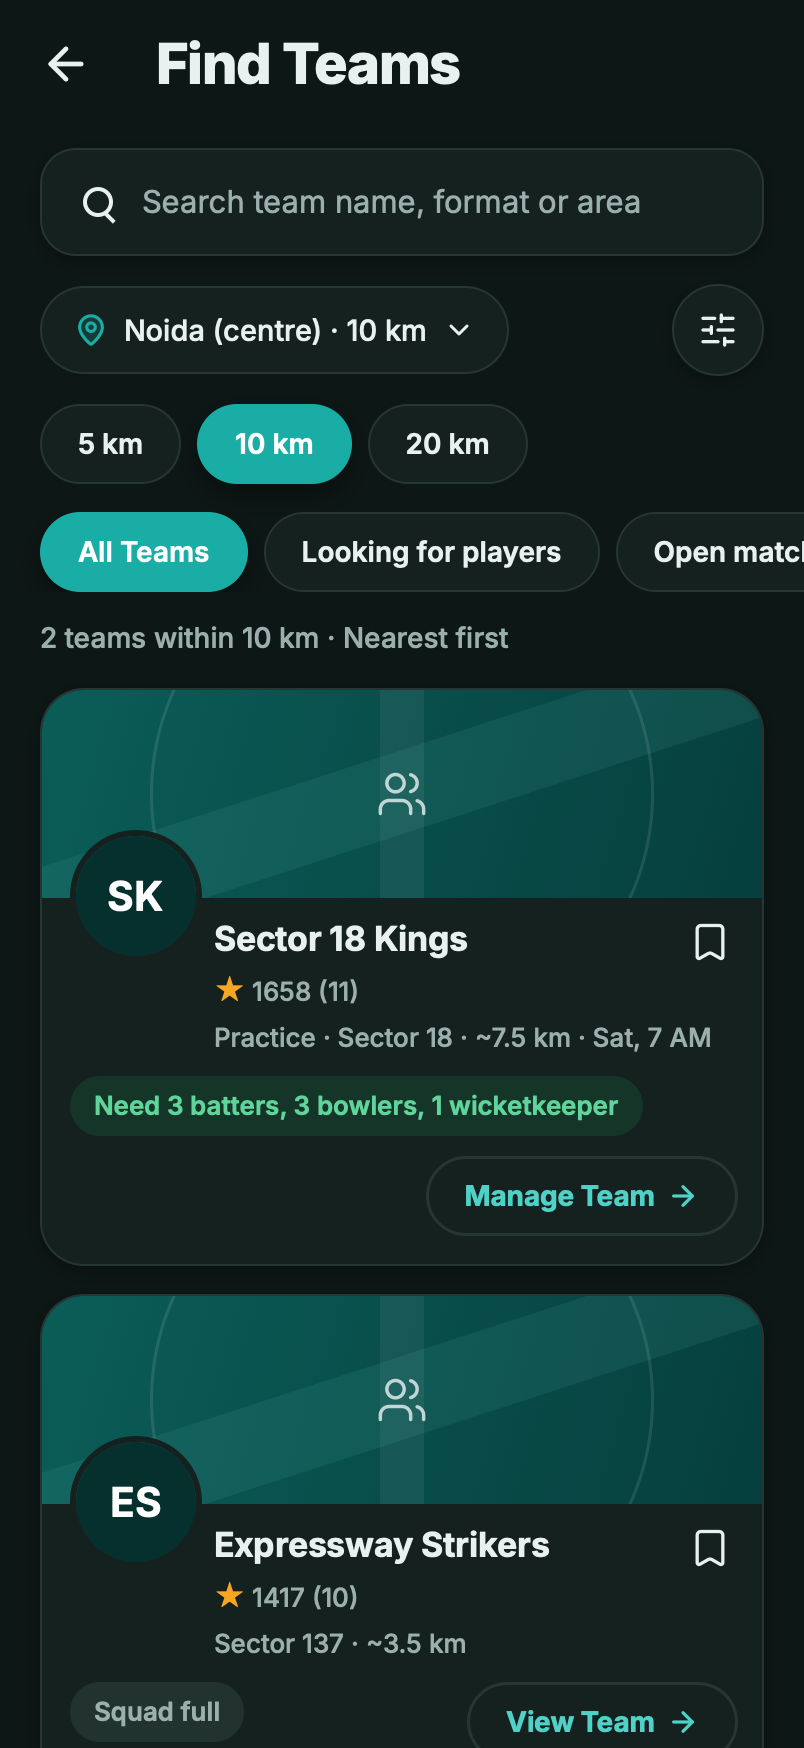 Find Teams
Search team name, format or area
Noida (centre) · 10 km
5 km 10 km 20 km
All Teams Looking for players Open matc
2 teams within 10 km · Nearest first
SK
Sector 18 Kings
★ 1658 (11)
Practice · Sector 18 · ~7.5 km · Sat, 7 AM
Need 3 batters, 3 bowlers, 1 wicketkeeper
Manage Team →
ES
Expressway Strikers
★ 1417 (10)
Sector 137 · ~3.5 km
Squad full View Team →